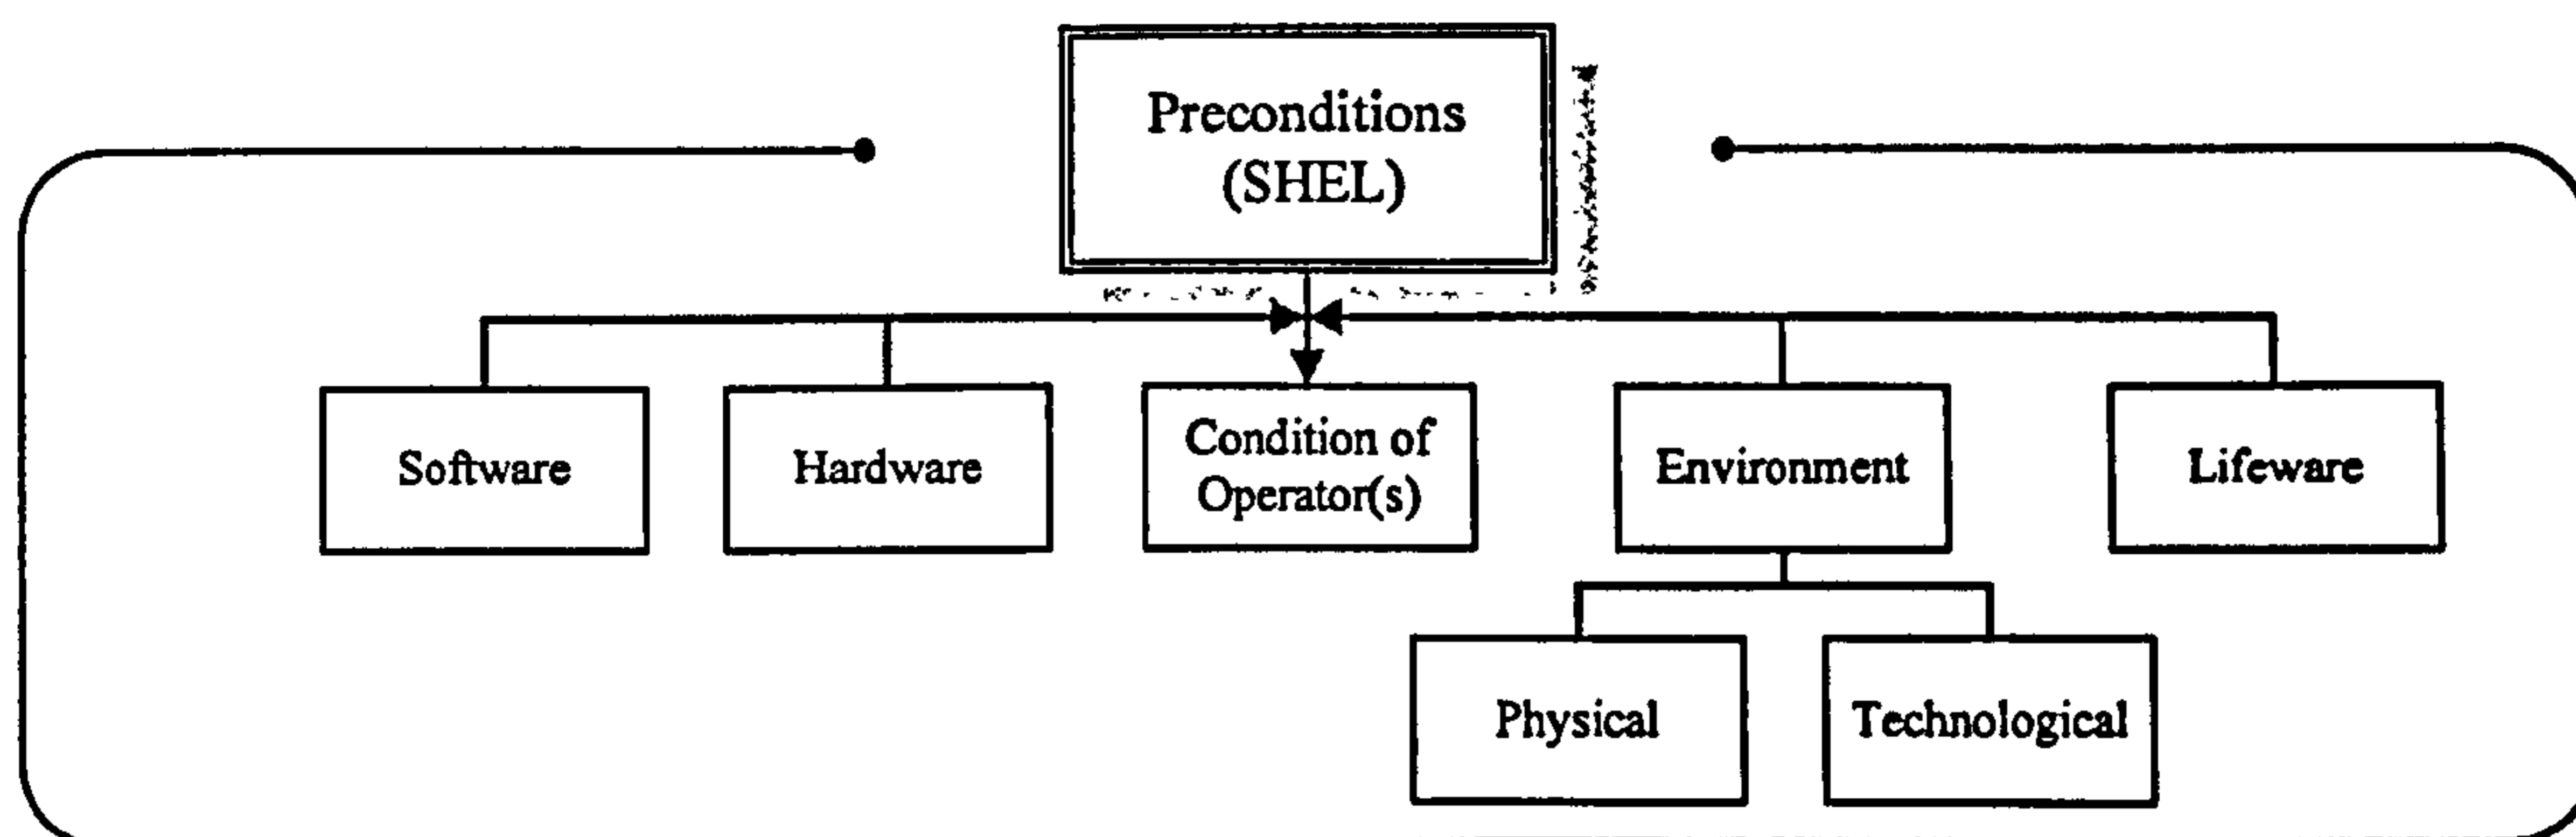 Preconditions
(SHEL)
Software
Hardware
Condition of
Operator(s)
Environment
Lifeware
Physical
Technological